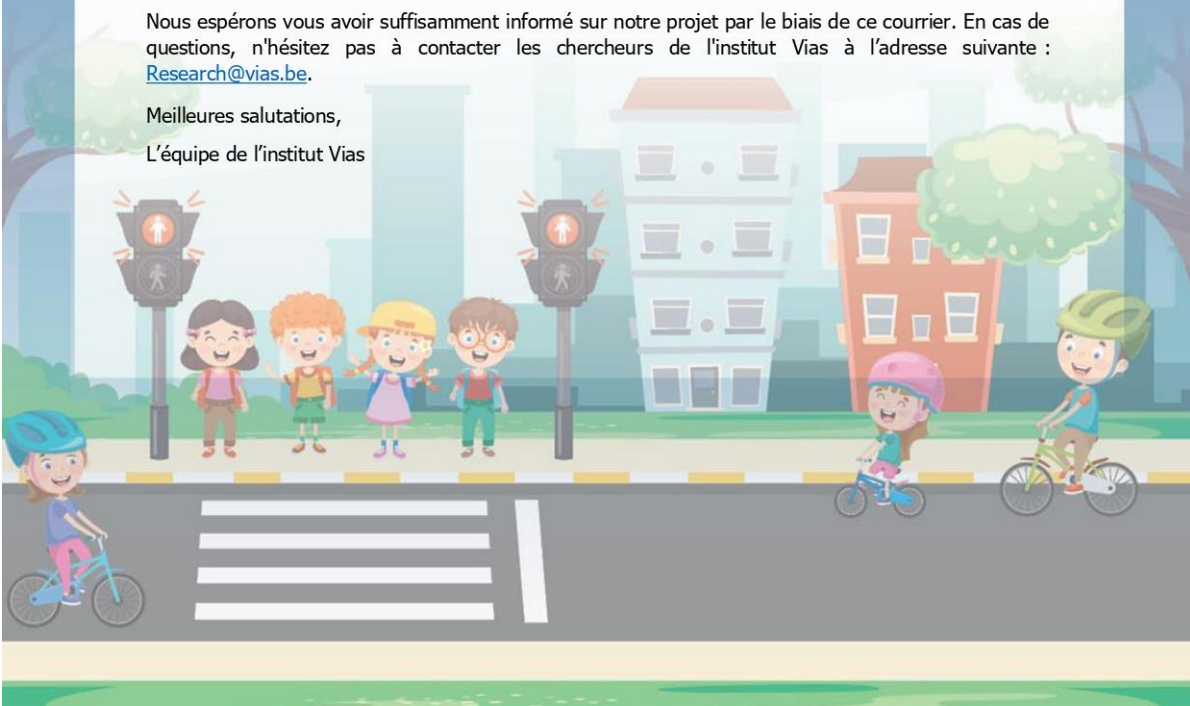 Nous espérons vous avoir suffisamment informé sur notre projet par le biais de ce courrier. En cas de
questions, n'hésitez pas à contacter les chercheurs de l'institut Vias à l’adresse suivante :
Research@vias.be.
Meilleures salutations,
L’équipe de l’institut Vias